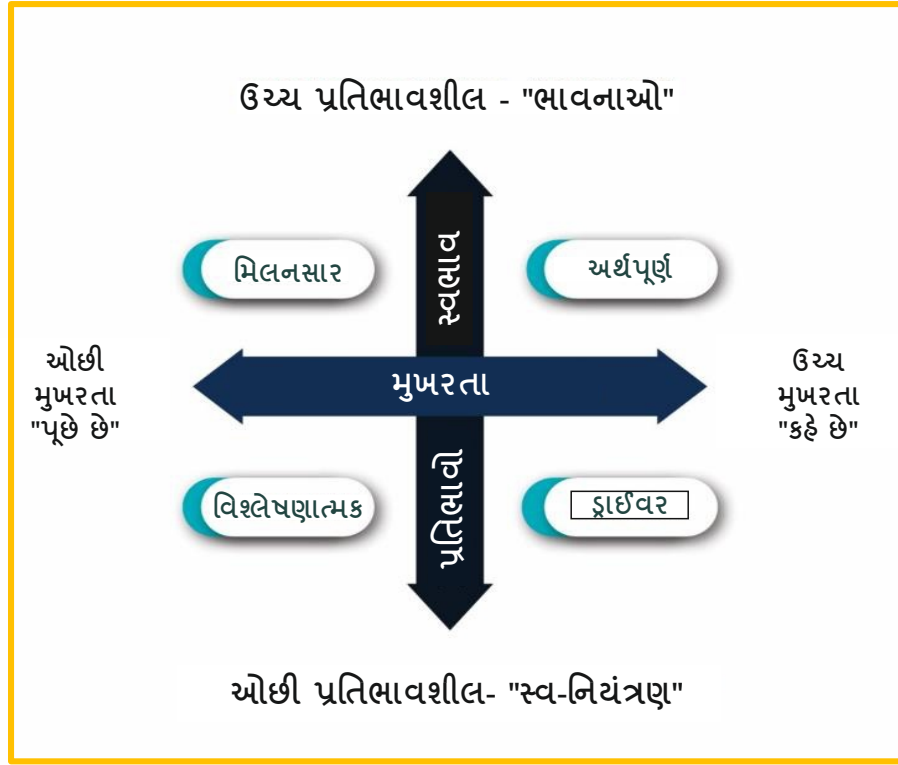 ઉચ્ચ પ્રતિભાવશીલ - "ભાવનાઓ"
સ્વભાવ
મિલનસાર
અર્થપૂર્ણ
ઓછી
મુખરતા
"પૂછે છે"
મુખરતા
ઉચ્ચ
મુખરતા
"કહે છે"
વિશ્લેષણાત્મક
પ્રતિભાવો
ડ્રાઈવર
ઓછી પ્રતિભાવશીલ- "સ્વ-નિયંત્રણ"